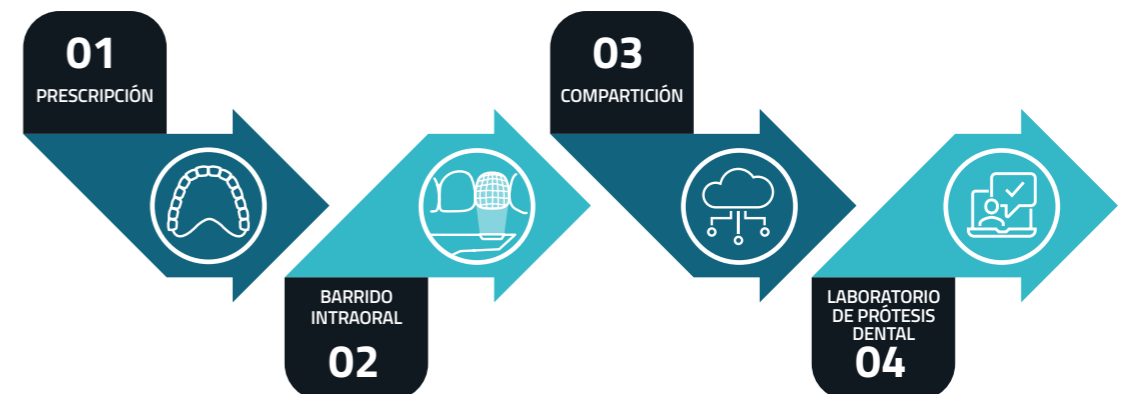 01
PRESCRIPCIÓN
BARRIDO
INTRAORAL
02
03
COMPARTICIÓN
LABORATORIO
DE PRÓTESIS
DENTAL
04